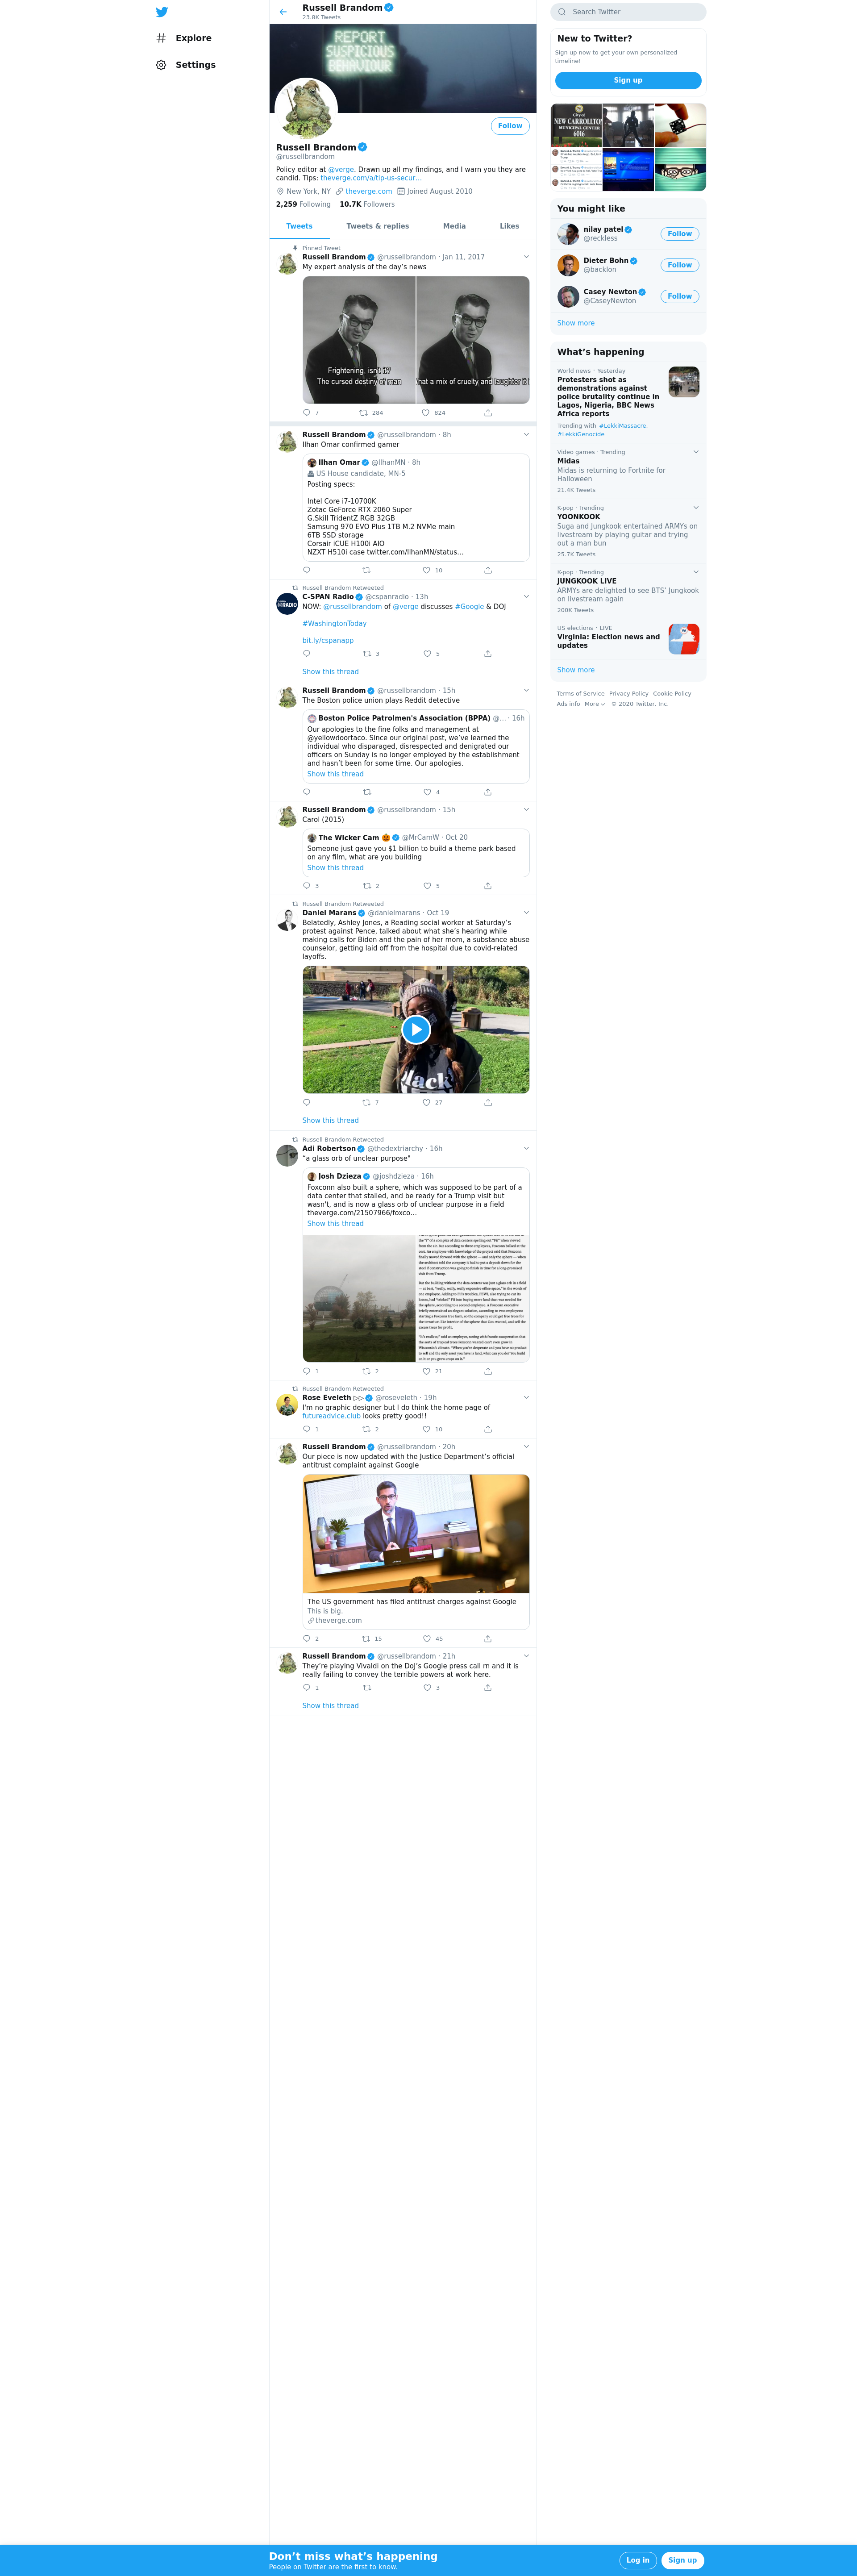 Explore
Settings
Russell Brandom
23.8K Tweets
REPORT
SUSPICIOUS
BEHAVIOUR
Follow
Russell Brandom
@russellbrandom
Policy editor at @verge. Drawn up all my findings, and I warn you they are
candid. Tips: theverge.com/a/tip-us-secur…
New York, NY theverge.com Joined August 2010
2,259 Following 10.7K Followers
Tweets Tweets & replies Media Likes
Pinned Tweet
Russell Brandom @russellbrandom · Jan 11, 2017
My expert analysis of the day’s news
Frightening, isn't it?
The cursed destiny of man
that a mix of cruelty and laughter it i
7 284 824
Russell Brandom @russellbrandom · 8h
Ilhan Omar confirmed gamer
Ilhan Omar @IlhanMN · 8h
US House candidate, MN-5
Posting specs:
Intel Core i7-10700K
Zotac GeForce RTX 2060 Super
G.Skill TridentZ RGB 32GB
Samsung 970 EVO Plus 1TB M.2 NVMe main
6TB SSD storage
Corsair iCUE H100i AIO
NZXT H510i case twitter.com/IlhanMN/status…
10
Russell Brandom Retweeted
C-SPAN Radio @cspanradio · 13h
NOW: @russellbrandom of @verge discusses #Google & DOJ
#WashingtonToday
bit.ly/cspanapp
3 5
Show this thread
Russell Brandom @russellbrandom · 15h
The Boston police union plays Reddit detective
Boston Police Patrolmen's Association (BPPA) @… · 16h
Our apologies to the fine folks and management at
@yellowdoortaco. Since our original post, we’ve learned the
individual who disparaged, disrespected and denigrated our
officers on Sunday is no longer employed by the establishment
and hasn’t been for some time. Our apologies.
Show this thread
4
Russell Brandom @russellbrandom · 15h
Carol (2015)
The Wicker Cam 🎃 @MrCamW · Oct 20
Someone just gave you $1 billion to build a theme park based
on any film, what are you building
Show this thread
3 2 5
Russell Brandom Retweeted
Daniel Marans @danielmarans · Oct 19
Belatedly, Ashley Jones, a Reading social worker at Saturday’s
protest against Pence, talked about what she’s hearing while
making calls for Biden and the pain of her mom, a substance abuse
counselor, getting laid off from the hospital due to covid-related
layoffs.
7 27
Show this thread
Russell Brandom Retweeted
Adi Robertson @thedextriarchy · 16h
"a glass orb of unclear purpose"
Josh Dzieza @joshdzieza · 16h
Foxconn also built a sphere, which was supposed to be part of a
data center that stalled, and be ready for a Trump visit but
wasn't, and is now a glass orb of unclear purpose in a field
theverge.com/21507966/foxco…
Show this thread
1 2 21
Russell Brandom Retweeted
Rose Eveleth ▷▷ @roseveleth · 19h
I'm no graphic designer but I do think the home page of
futureadvice.club looks pretty good!!
1 2 10
Russell Brandom @russellbrandom · 20h
Our piece is now updated with the Justice Department’s official
antitrust complaint against Google
The US government has filed antitrust charges against Google
This is big.
theverge.com
2 15 45
Russell Brandom @russellbrandom · 21h
They’re playing Vivaldi on the DoJ’s Google press call rn and it is
really failing to convey the terrible powers at work here.
1 3
Show this thread
Search Twitter
New to Twitter?
Sign up now to get your own personalized
timeline!
Sign up
City of
NEW CARROLLTON
MUNICIPAL CENTER
6016
You might like
nilay patel
@reckless
Follow
Dieter Bohn
@backlon
Follow
Casey Newton
@CaseyNewton
Follow
Show more
What’s happening
World news · Yesterday
Protesters shot as
demonstrations against
police brutality continue in
Lagos, Nigeria, BBC News
Africa reports
Trending with #LekkiMassacre,
#LekkiGenocide
Video games · Trending
Midas
Midas is returning to Fortnite for
Halloween
21.4K Tweets
K-pop · Trending
YOONKOOK
Suga and Jungkook entertained ARMYs on
livestream by playing guitar and trying
out a man bun
25.7K Tweets
K-pop · Trending
JUNGKOOK LIVE
ARMYs are delighted to see BTS’ Jungkook
on livestream again
200K Tweets
US elections · LIVE
Virginia: Election news and
updates
Show more
Terms of Service Privacy Policy Cookie Policy
Ads info More © 2020 Twitter, Inc.
Don’t miss what’s happening
People on Twitter are the first to know.
Log in
Sign up